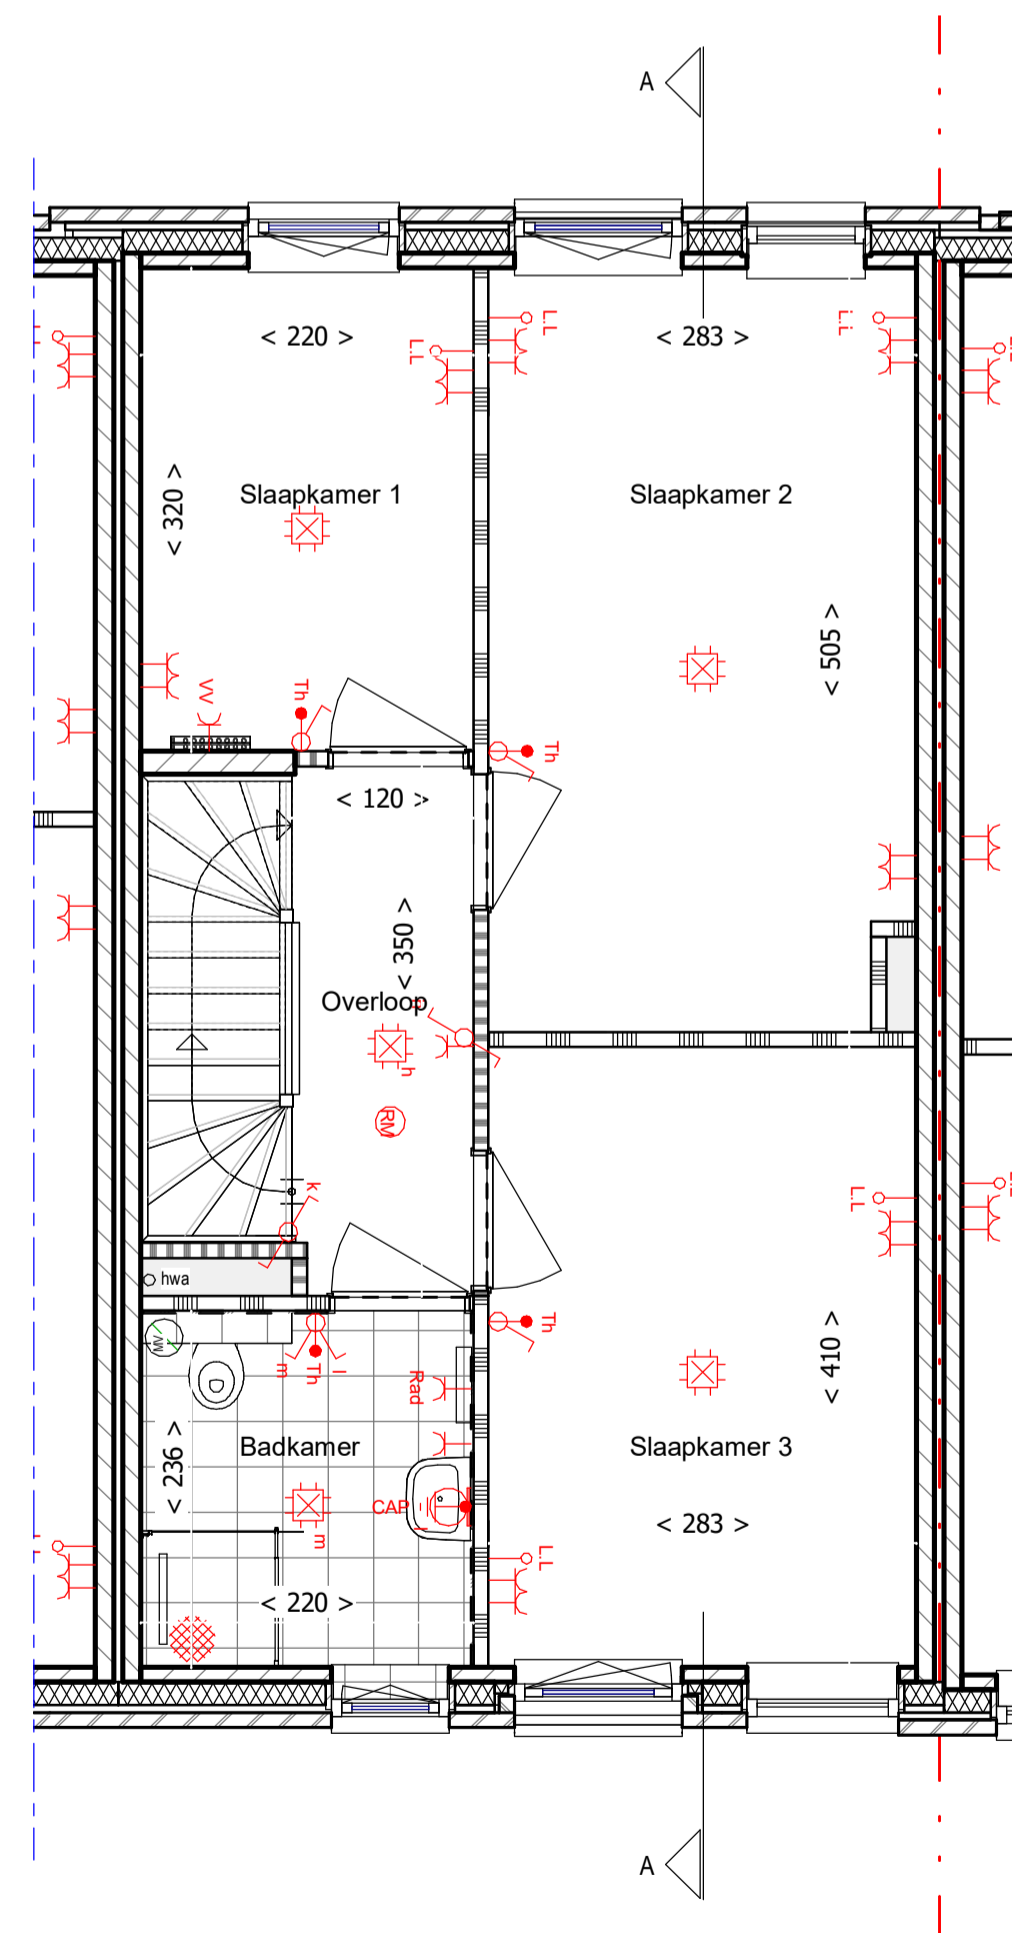 A
L.L
< 220 >
< 283 >
L.L
L.L
< 320 >
Slaapkamer 1
Slaapkamer 2
< 505 >
VV
Th
Th
< 120 >
< 350 >
Overloop
h
RM
k
L.L
hwa
MV
m
Th
l
Th
Rad
< 410 >
< 236 >
Badkamer
Slaapkamer 3
CAP
m
< 283 >
L.L
< 220 >
A